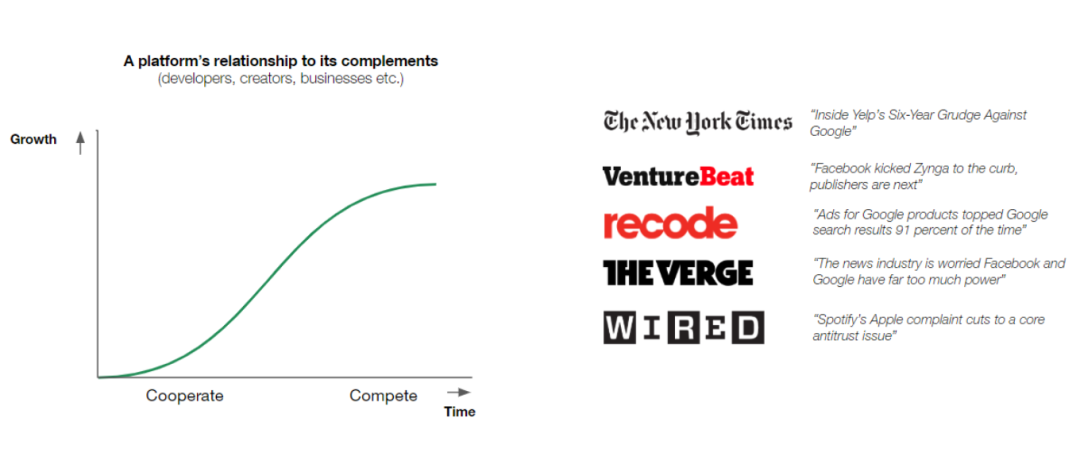 A platform's relationship to its complements
(developers, creators, businesses etc.)
Growth
Cooperate
Compete
Time
The New York Times
"Inside Yelp's Six-Year Grudge Against
Google"
VentureBeat
"Facebook kicked Zynga to the curb,
publishers are next"
recode
"Ads for Google products topped Google
search results 91 percent of the time"
THE VERGE
"The news industry is worried Facebook and
Google have far too much power"
WIRED
"Spotify's Apple complaint cuts to a core
antitrust issue"